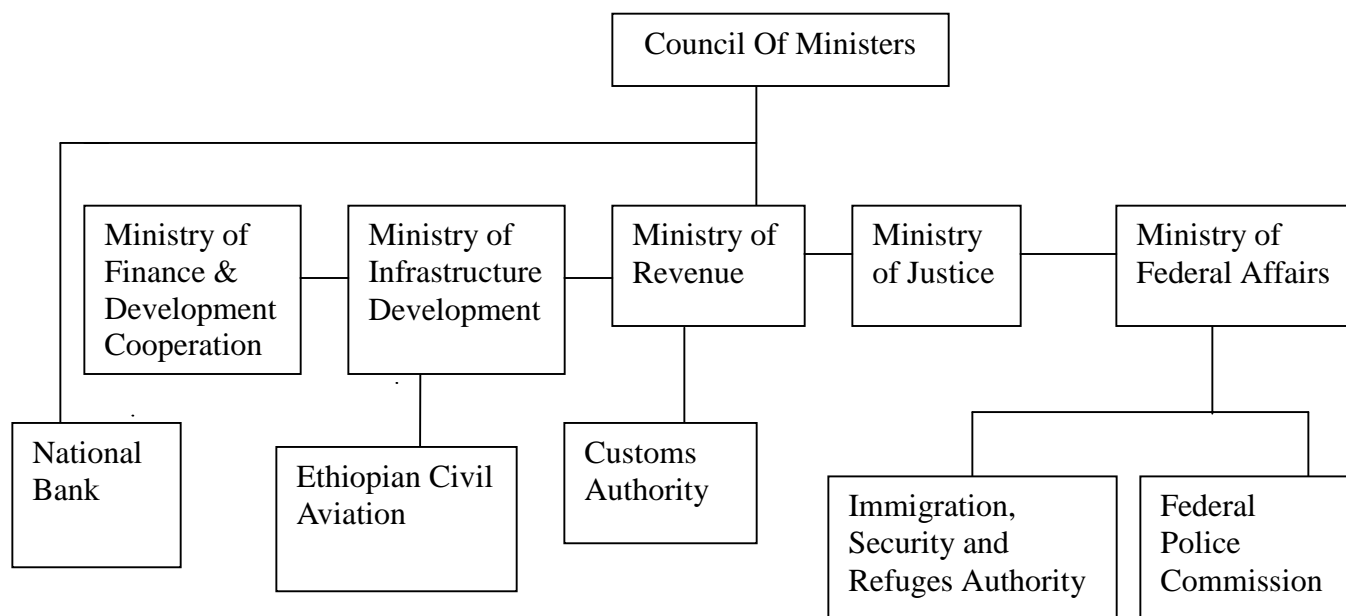 Council Of Ministers
Ministry of
Finance &
Development
Cooperation
Ministry of
Infrastructure
Development
Ministry of
Revenue
Ministry
of Justice
Ministry of
Federal Affairs
National
Bank
Ethiopian Civil
Aviation
Customs
Authority
Immigration,
Security and
Refuges Authority
Federal
Police
Commission